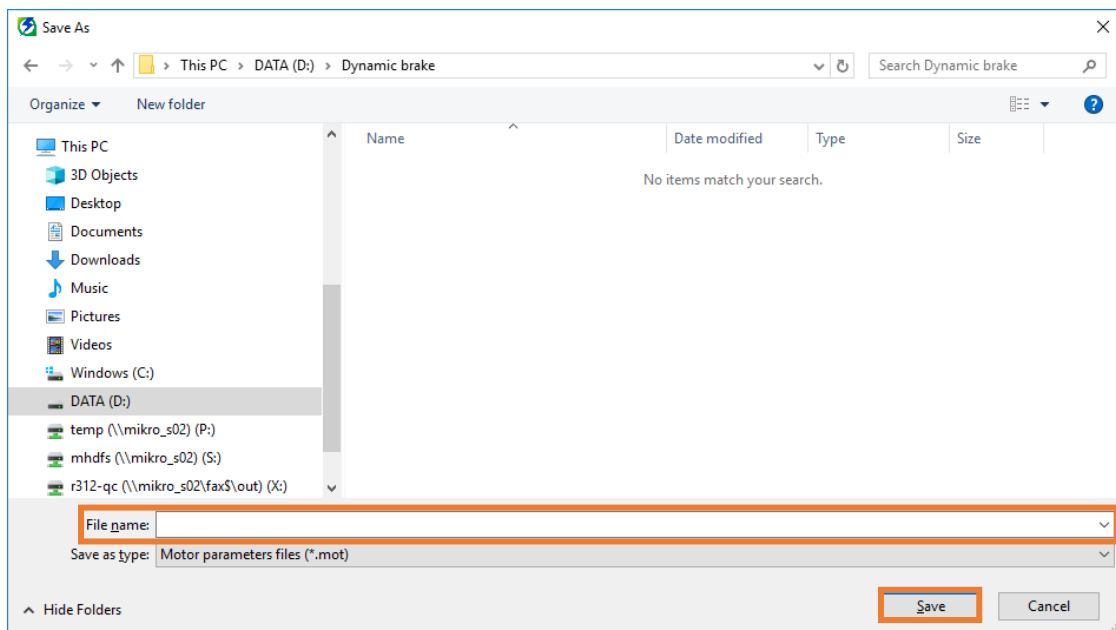 Save As
This PC > DATA (D:) > Dynamic brake
Search Dynamic brake
Organize
New folder
Name
Date modified
Type
Size
No items match your search.
This PC
3D Objects
Desktop
Documents
Downloads
Music
Pictures
Videos
Windows (C:)
DATA (D:)
temp (\\mikro_s02) (P:)
mhdfs (\\mikro_s02) (S:)
r312-qc (\\mikro_s02\fax$\out) (X:)
File name:
Save as type: Motor parameters files (*.mot)
Hide Folders
Save
Cancel